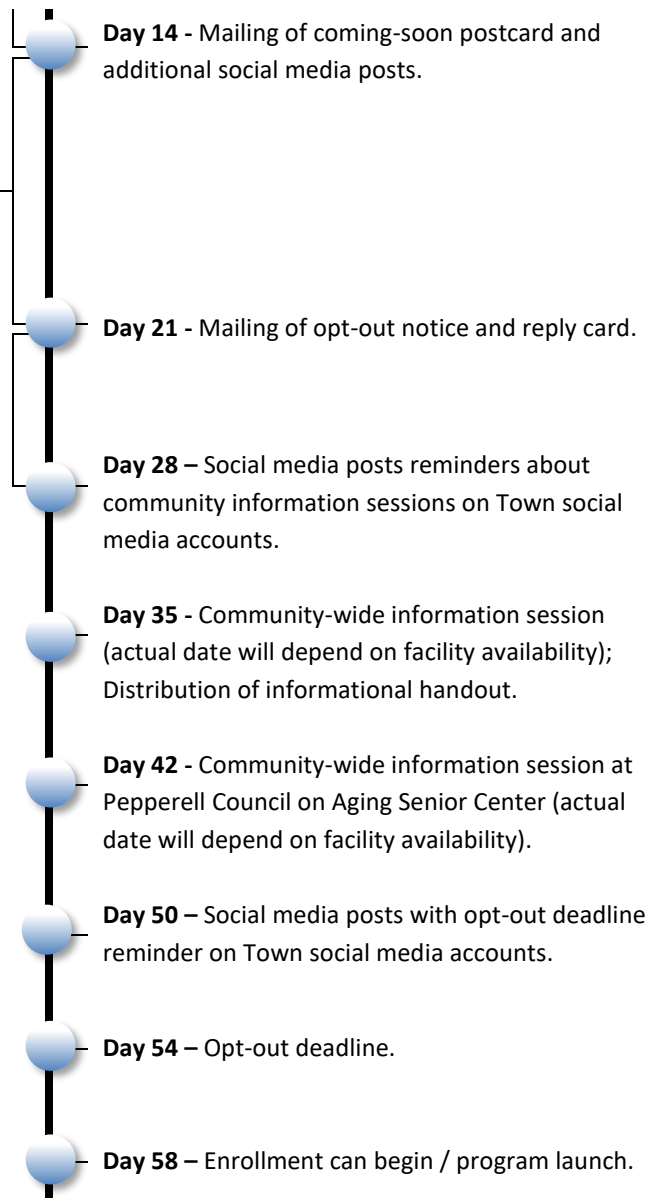 Day 14 - Mailing of coming-soon postcard and
additional social media posts.
Day 21 - Mailing of opt-out notice and reply card.
Day 28 – Social media posts reminders about
community information sessions on Town social
media accounts.
Day 35 - Community-wide information session
(actual date will depend on facility availability);
Distribution of informational handout.
Day 42 - Community-wide information session at
Pepperell Council on Aging Senior Center (actual
date will depend on facility availability).
Day 50 – Social media posts with opt-out deadline
reminder on Town social media accounts.
Day 54 – Opt-out deadline.
Day 58 – Enrollment can begin / program launch.